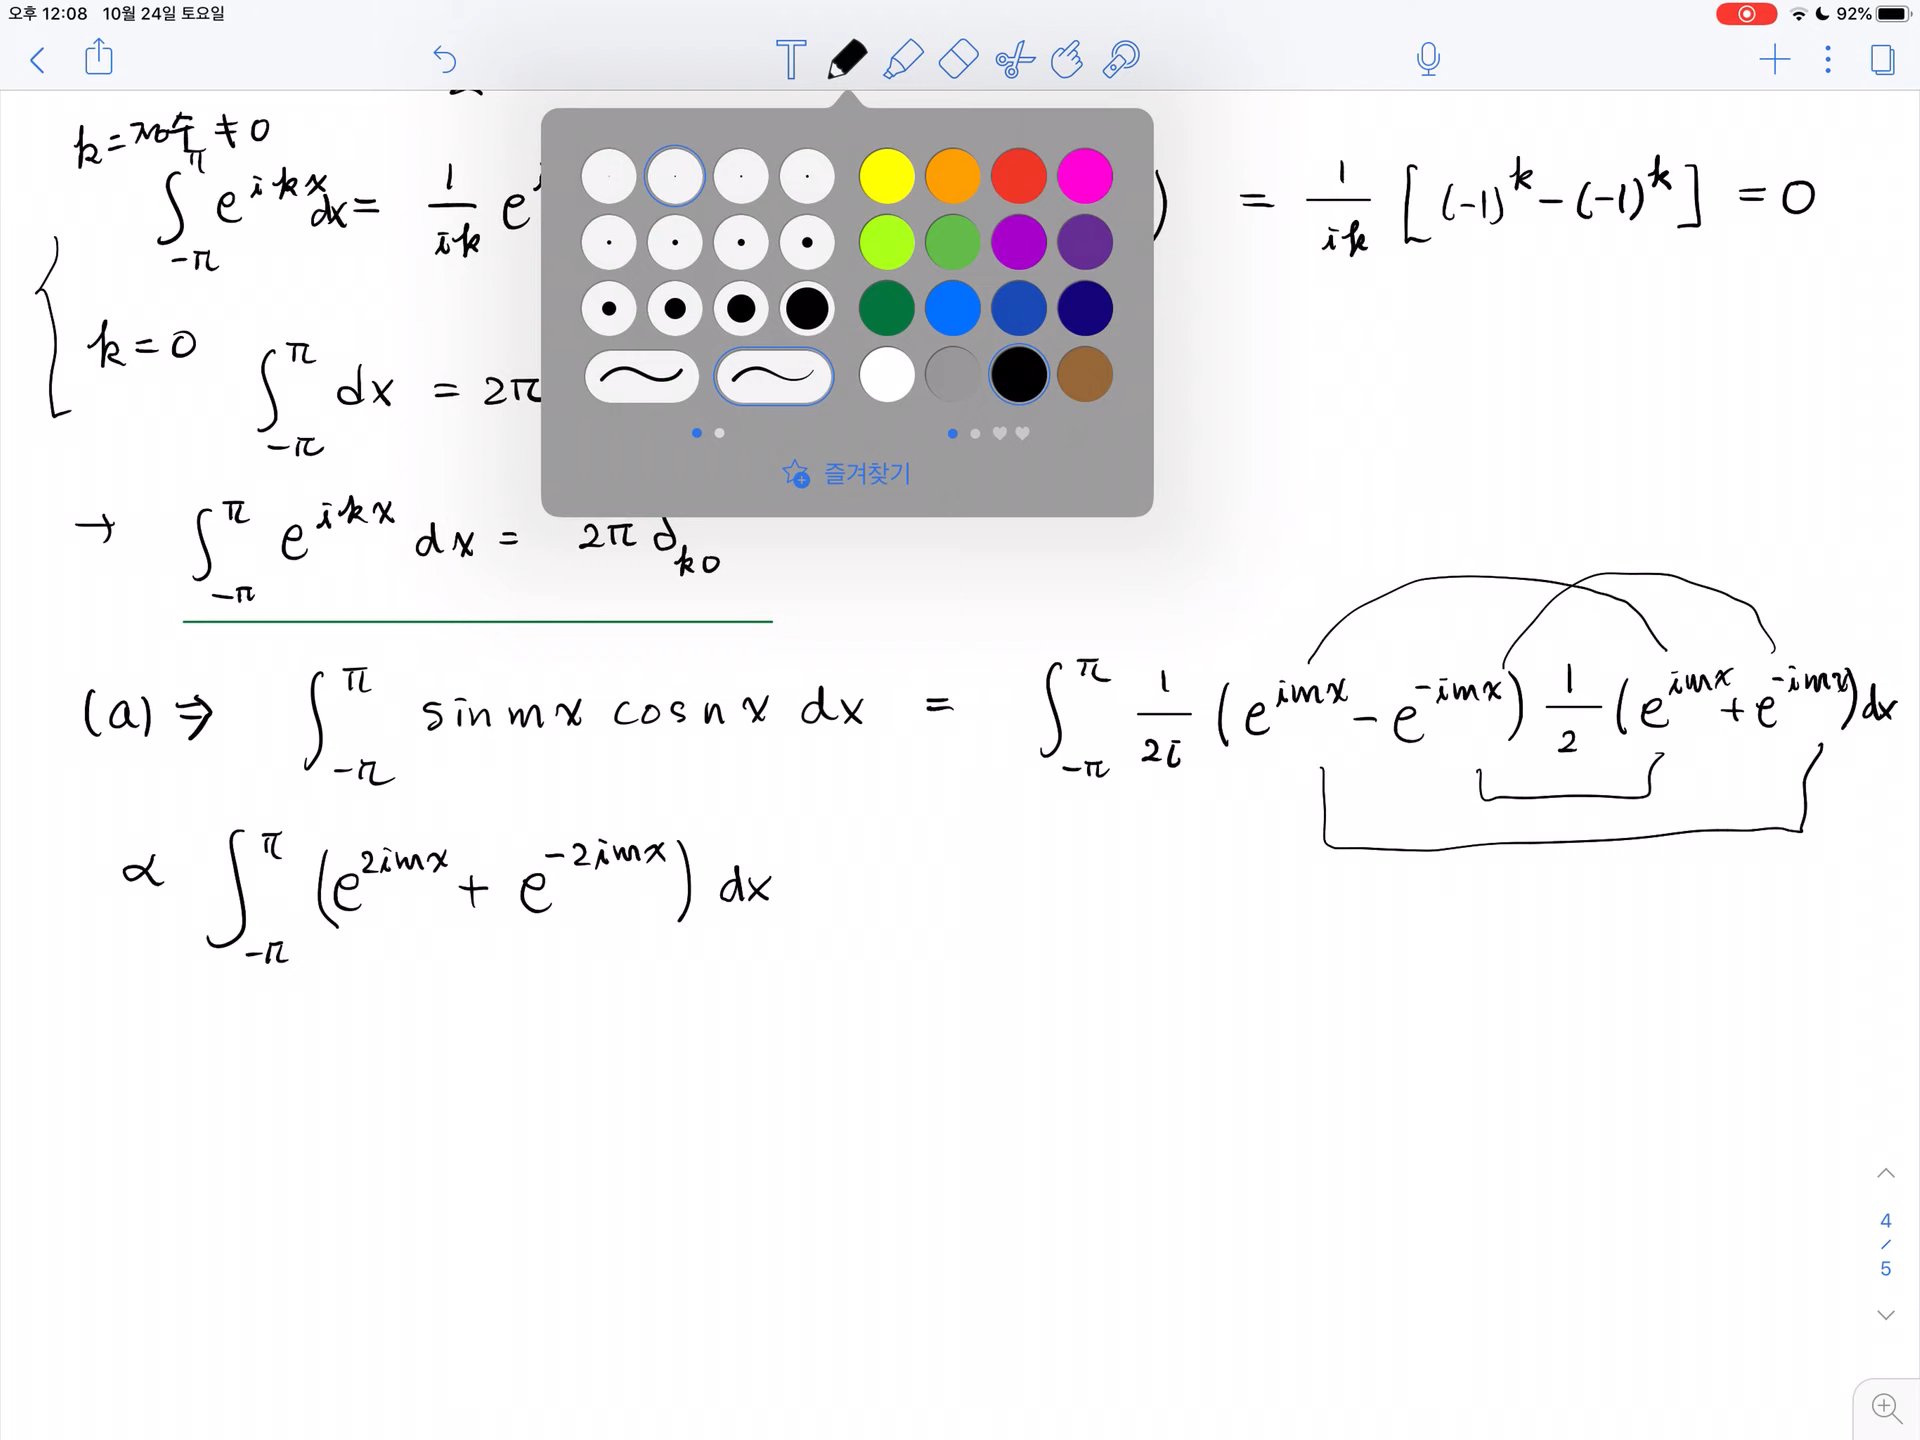 오후 12:08 10월 24일 토요일
92%
k = 정수 ≠ 0
∫_{-π}^{π} e^{ikx} dx = 1/(ik) e^{i ) = 1/(ik) [(-1)^k - (-1)^k] = 0
k = 0 ∫_{-π}^{π} dx = 2π
→ ∫_{-π}^{π} e^{ikx} dx = 2π δ_{k0}
즐겨찾기
(a) ⇒ ∫_{-π}^{π} sin mx cos nx dx = ∫_{-π}^{π} 1/(2i) (e^{imx} - e^{-imx}) 1/2 (e^{imx} + e^{-imx}) dx
∝ ∫_{-π}^{π} (e^{2imx} + e^{-2imx}) dx
4
/
5